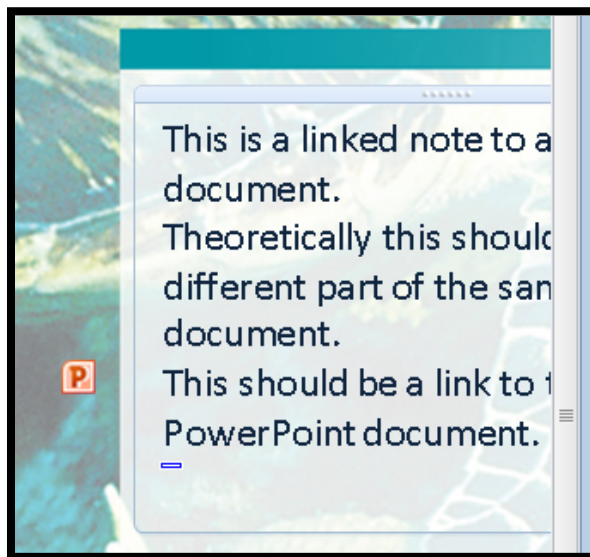 This is a linked note to a
document.
Theoretically this should
different part of the san
document.
P
This should be a link to t
PowerPoint document.